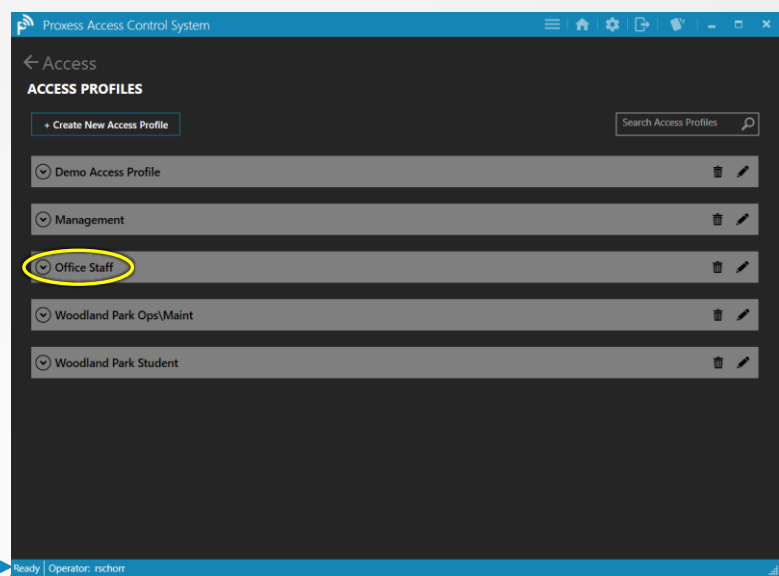 Proxess Access Control System
Access
ACCESS PROFILES
+ Create New Access Profile
Search Access Profiles
Demo Access Profile
Management
Office Staff
Woodland Park Ops\Maint
Woodland Park Student
Ready Operator: rschorr